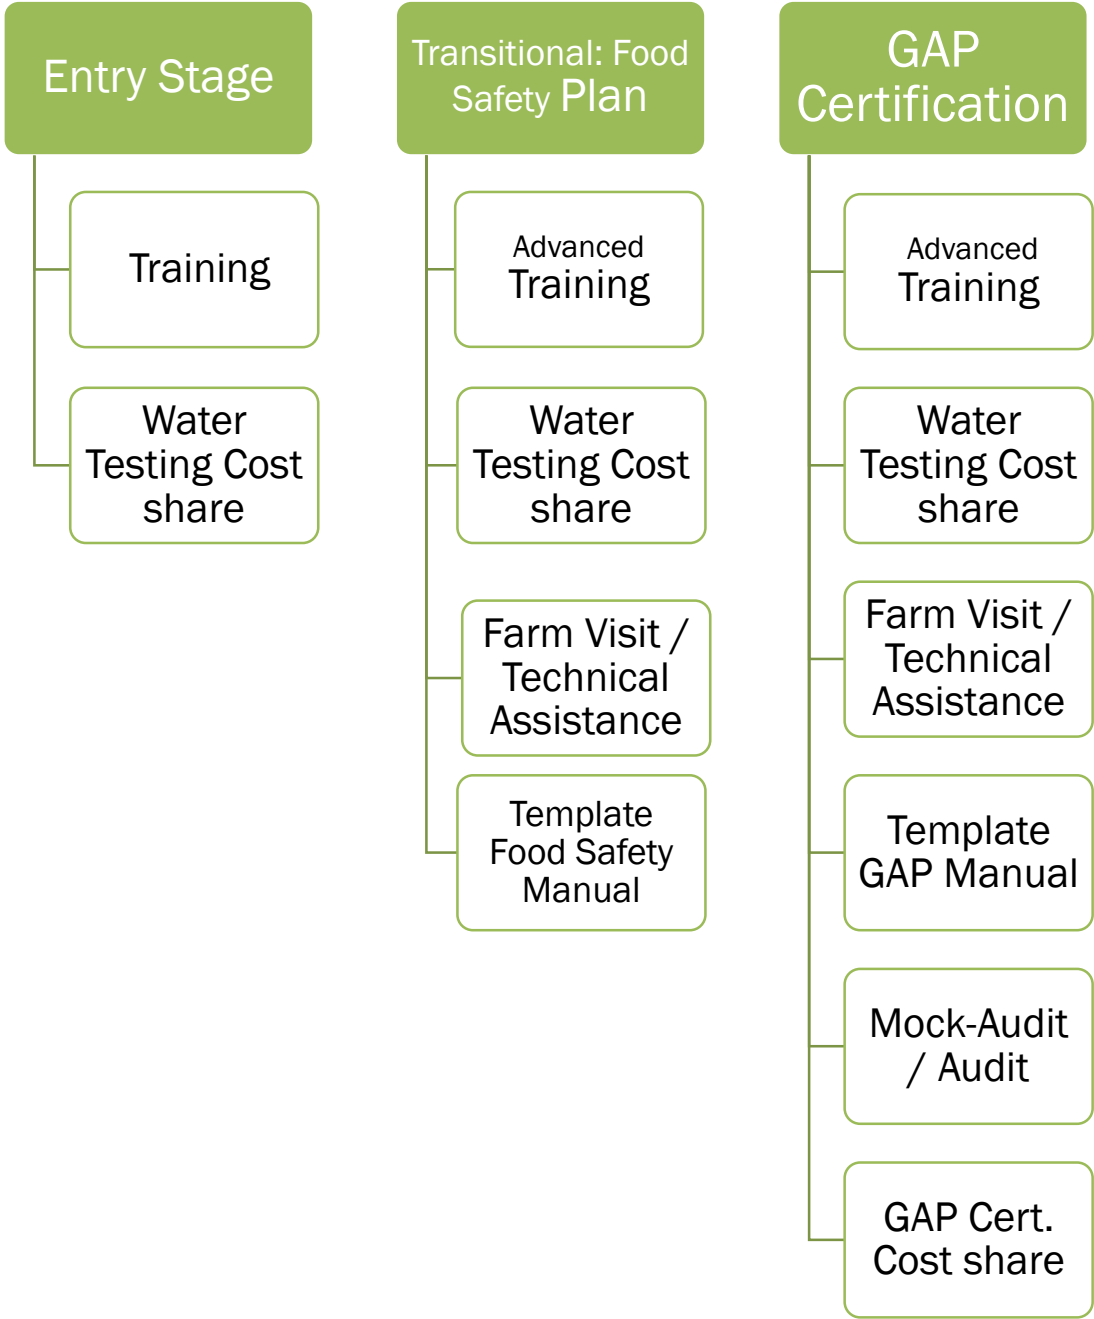 Entry Stage
Training
Water
Testing Cost
share
Transitional: Food
Safety Plan
Advanced
Training
Water
Testing Cost
share
Farm Visit /
Technical
Assistance
Template
Food Safety
Manual
GAP
Certification
Advanced
Training
Water
Testing Cost
share
Farm Visit /
Technical
Assistance
Template
GAP Manual
Mock-Audit
/ Audit
GAP Cert.
Cost share